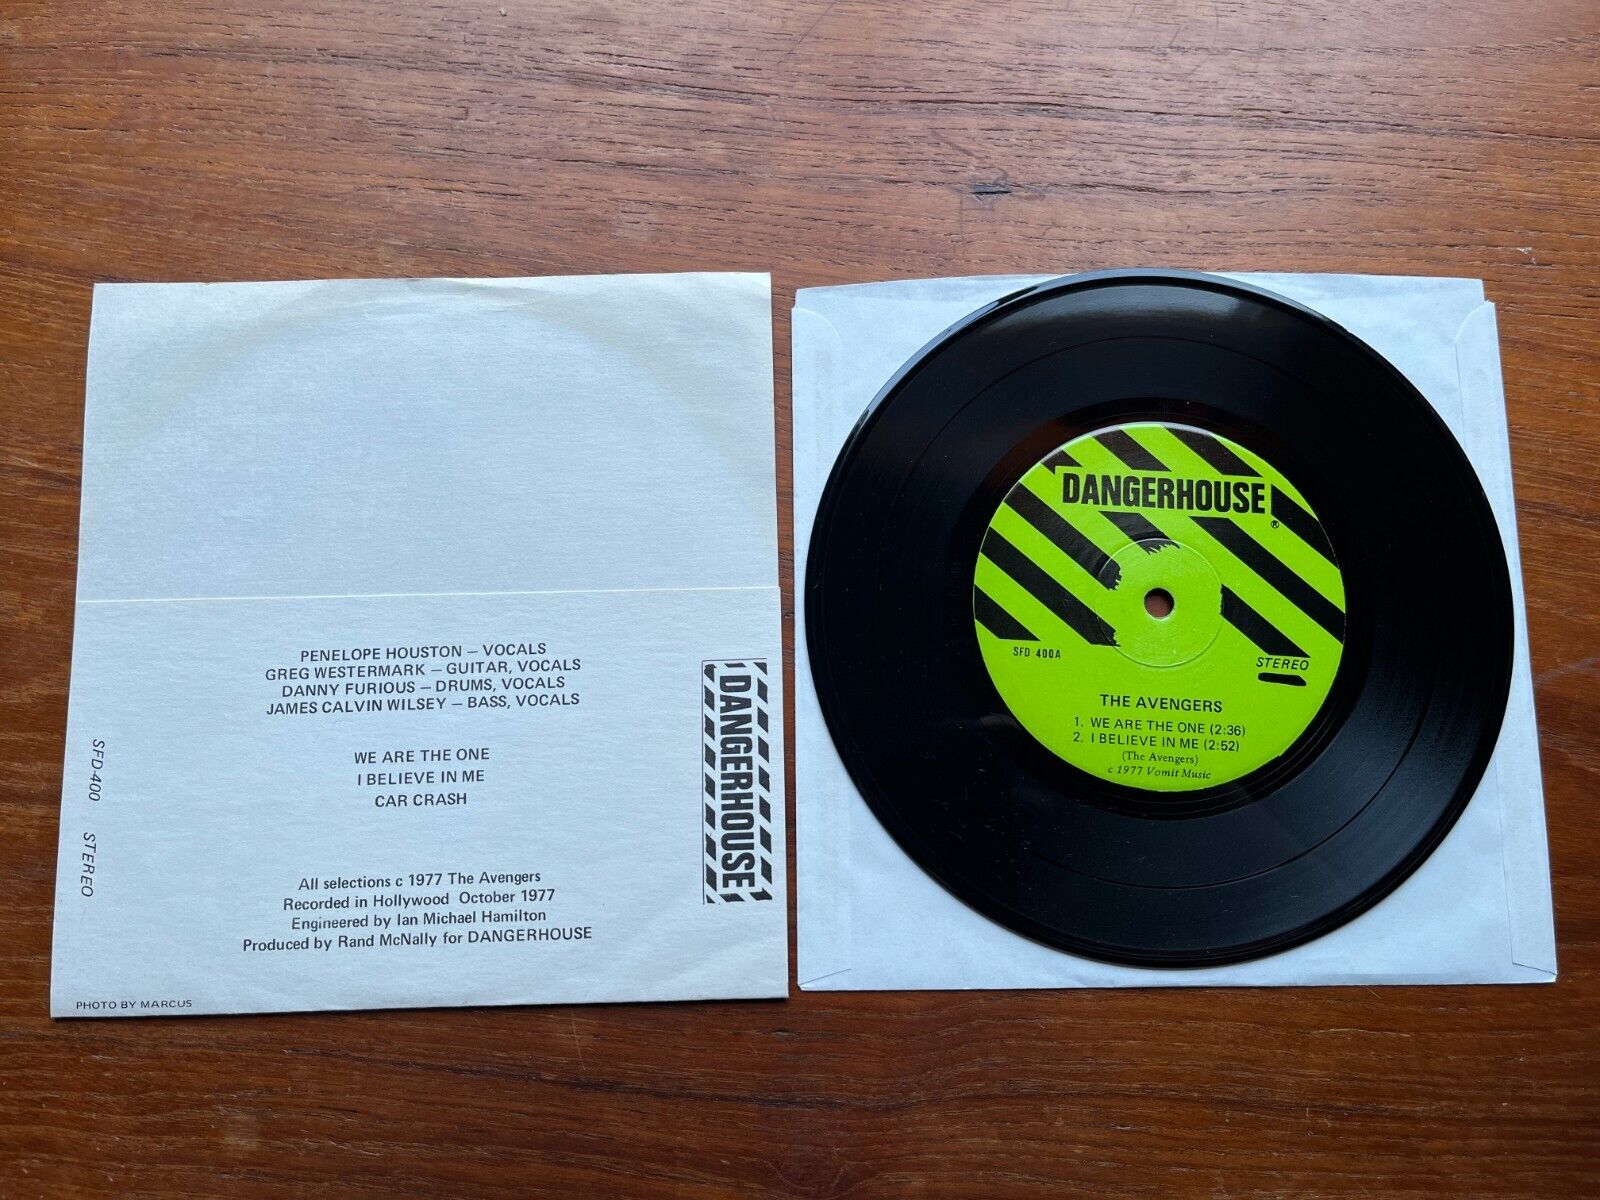 PENELOPE HOUSTON – VOCALS
GREG WESTERMARK – GUITAR, VOCALS
DANNY FURIOUS – DRUMS, VOCALS
JAMES CALVIN WILSEY – BASS, VOCALS
WE ARE THE ONE
I BELIEVE IN ME
CAR CRASH
All selections c 1977 The Avengers
Recorded in Hollywood October 1977
Engineered by Ian Michael Hamilton
Produced by Rand McNally for DANGERHOUSE
PHOTO BY MARCUS
SFD-400 STEREO
DANGERHOUSE
DANGERHOUSE
®
SFD-400A
STEREO
THE AVENGERS
1. WE ARE THE ONE (2:36)
2. I BELIEVE IN ME (2:52)
(The Avengers)
c 1977 Vomit Music